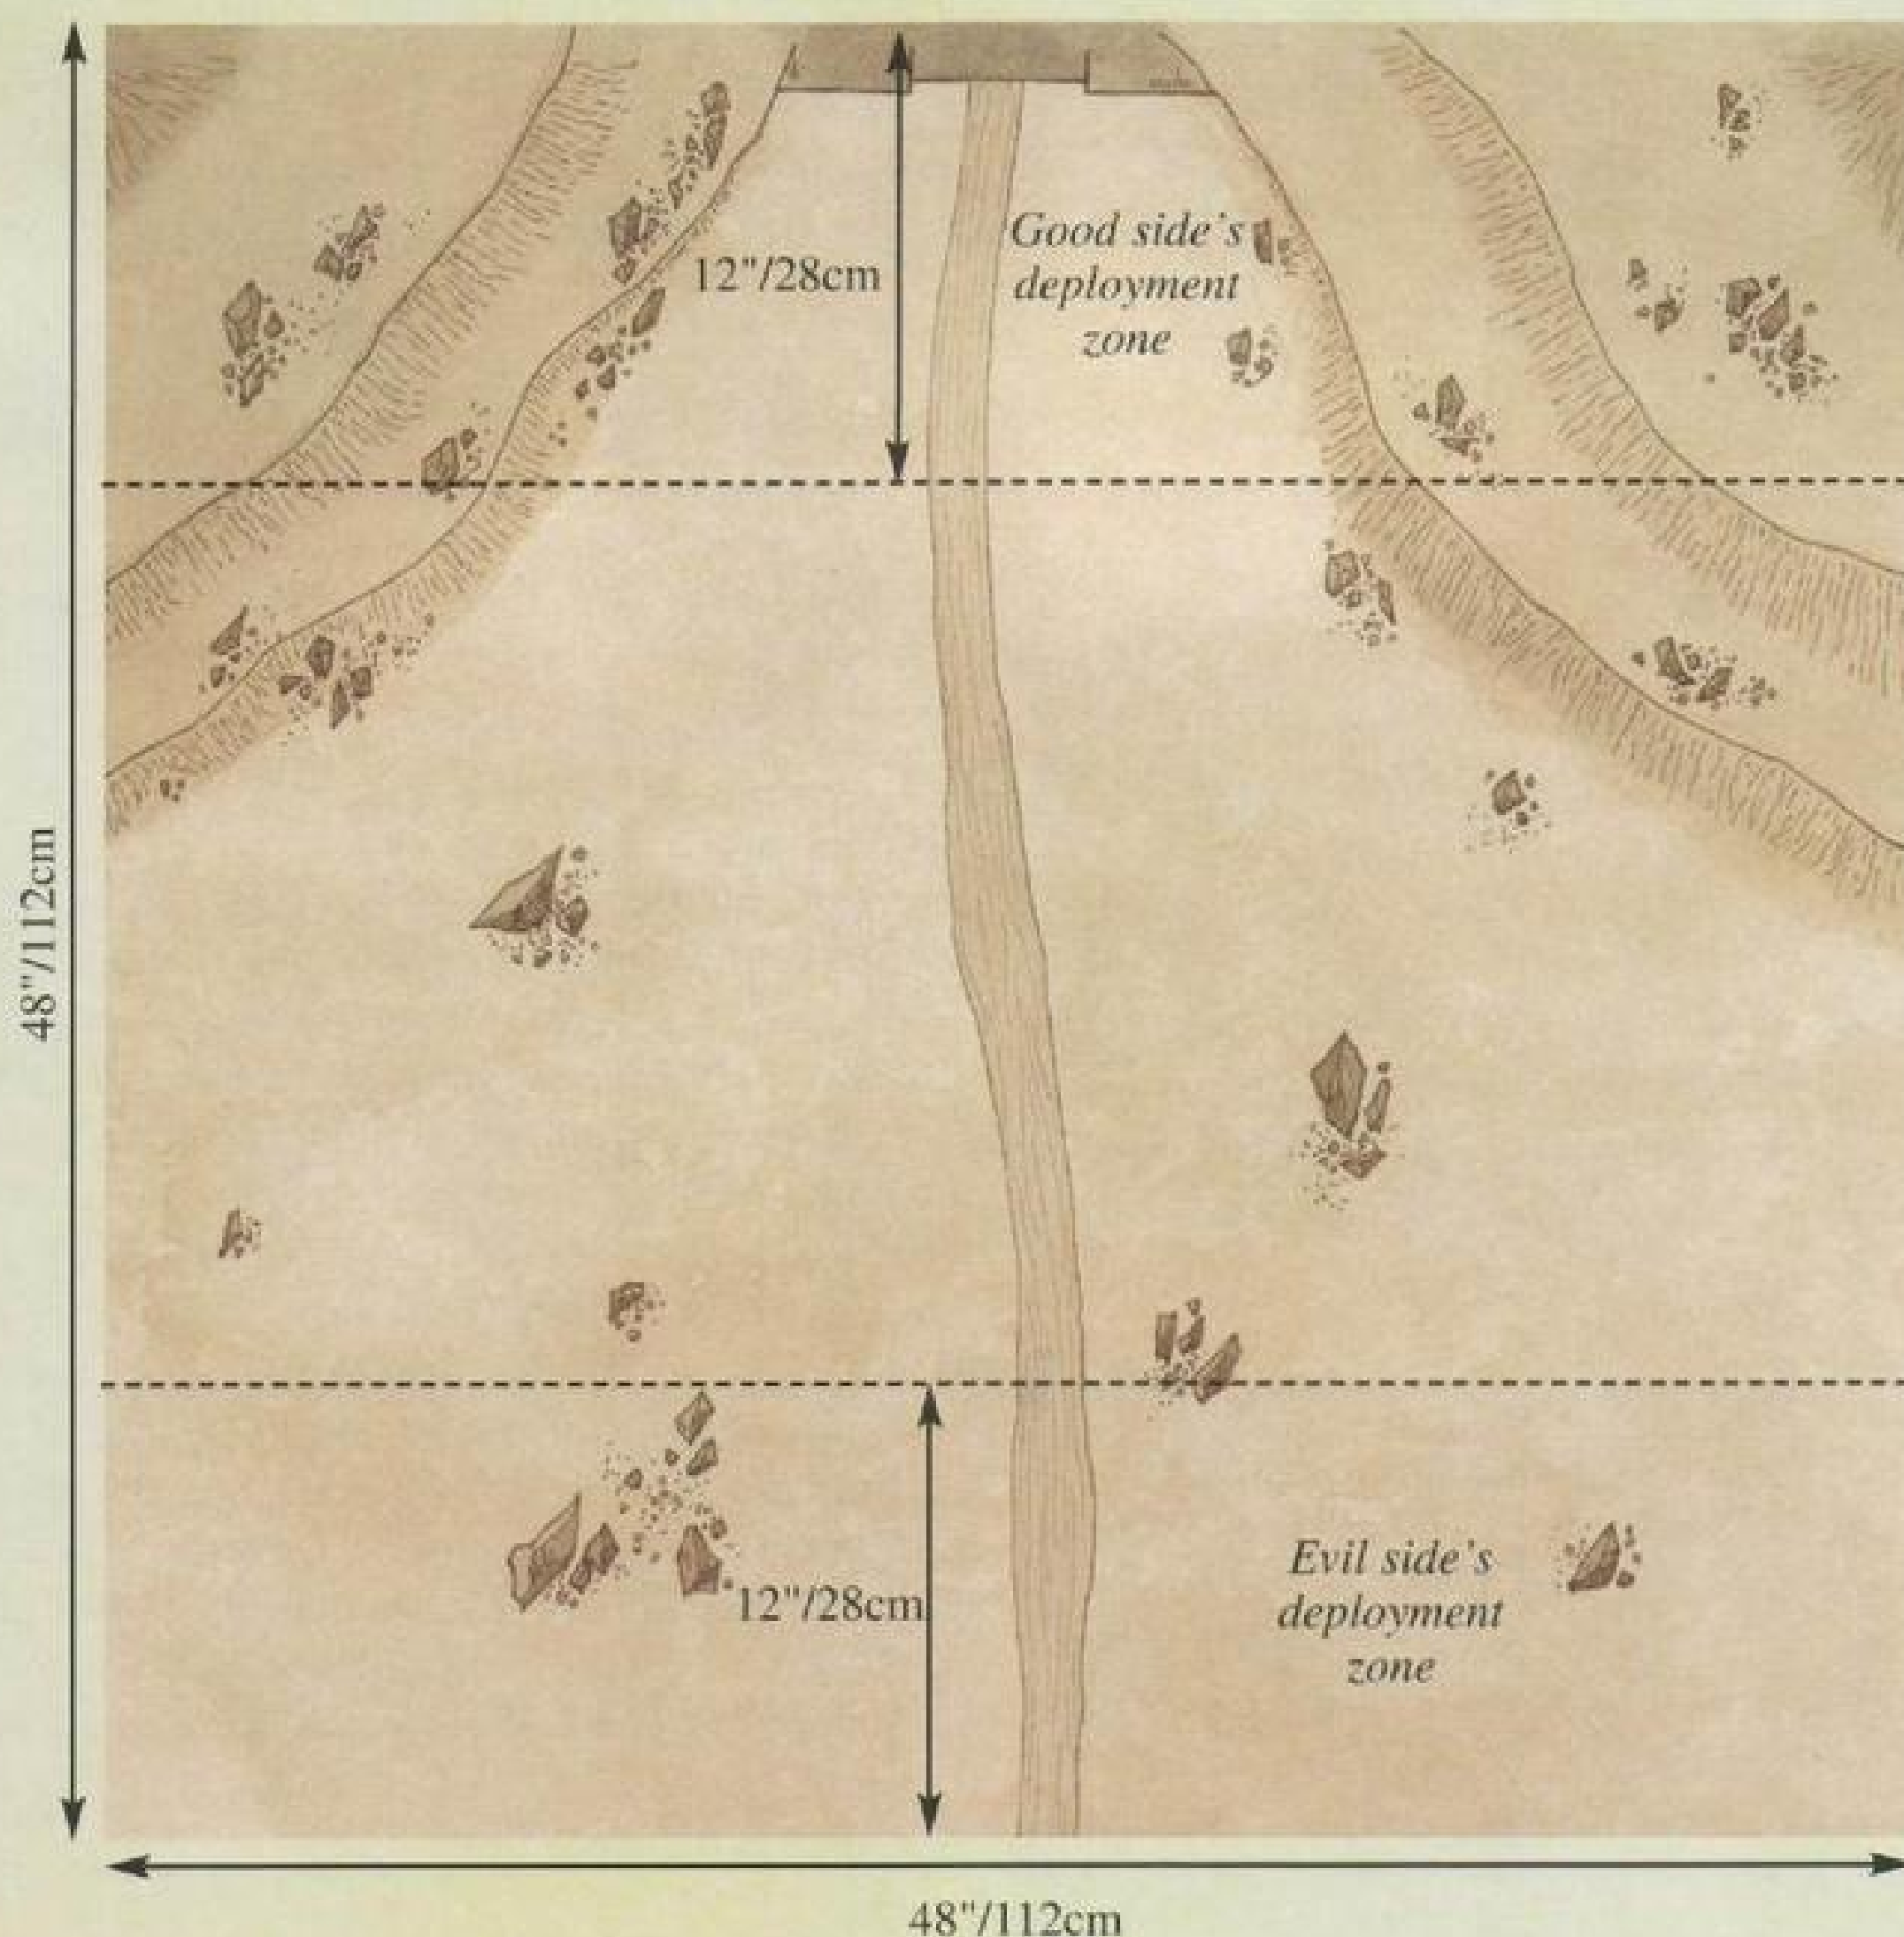 Good side's
deployment
zone
12"/28cm
48"/112cm
Evil side's
deployment
zone
12"/28cm
48"/112cm